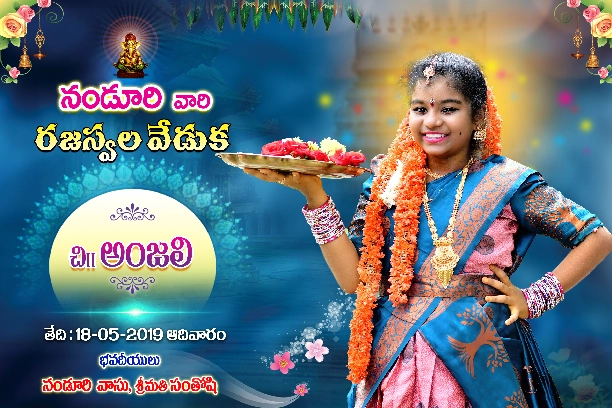 నండూరి వారి
రజస్వల వేడుక
చి॥ అంజలి
తేది : 18-05-2019 ఆదివారం
భవదీయులు
నండూరి వాసు, శ్రీమతి సంతోషి